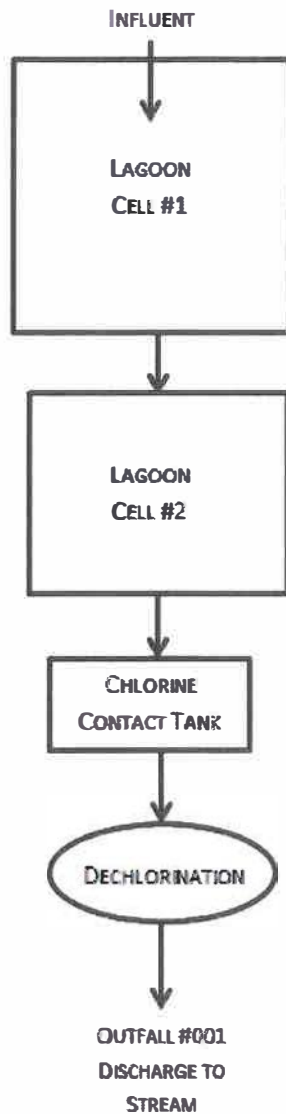 INFLUENT
LAGOON
CELL #1
LAGOON
CELL #2
CHLORINE
CONTACT TANK
DECHLORINATION
OUTFALL #001
DISCHARGE TO
STREAM